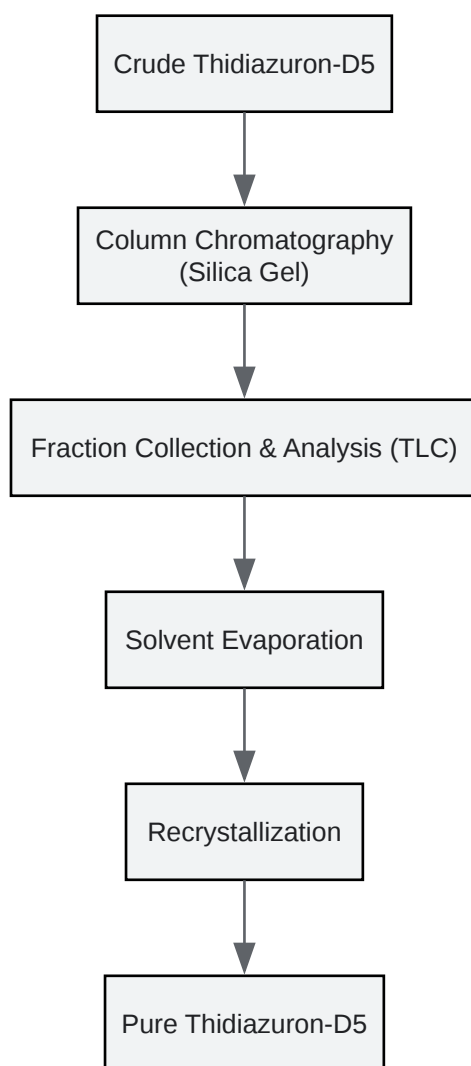 Crude Thidiazuron-D5
Column Chromatography
(Silica Gel)
Fraction Collection & Analysis (TLC)
Solvent Evaporation
Recrystallization
Pure Thidiazuron-D5